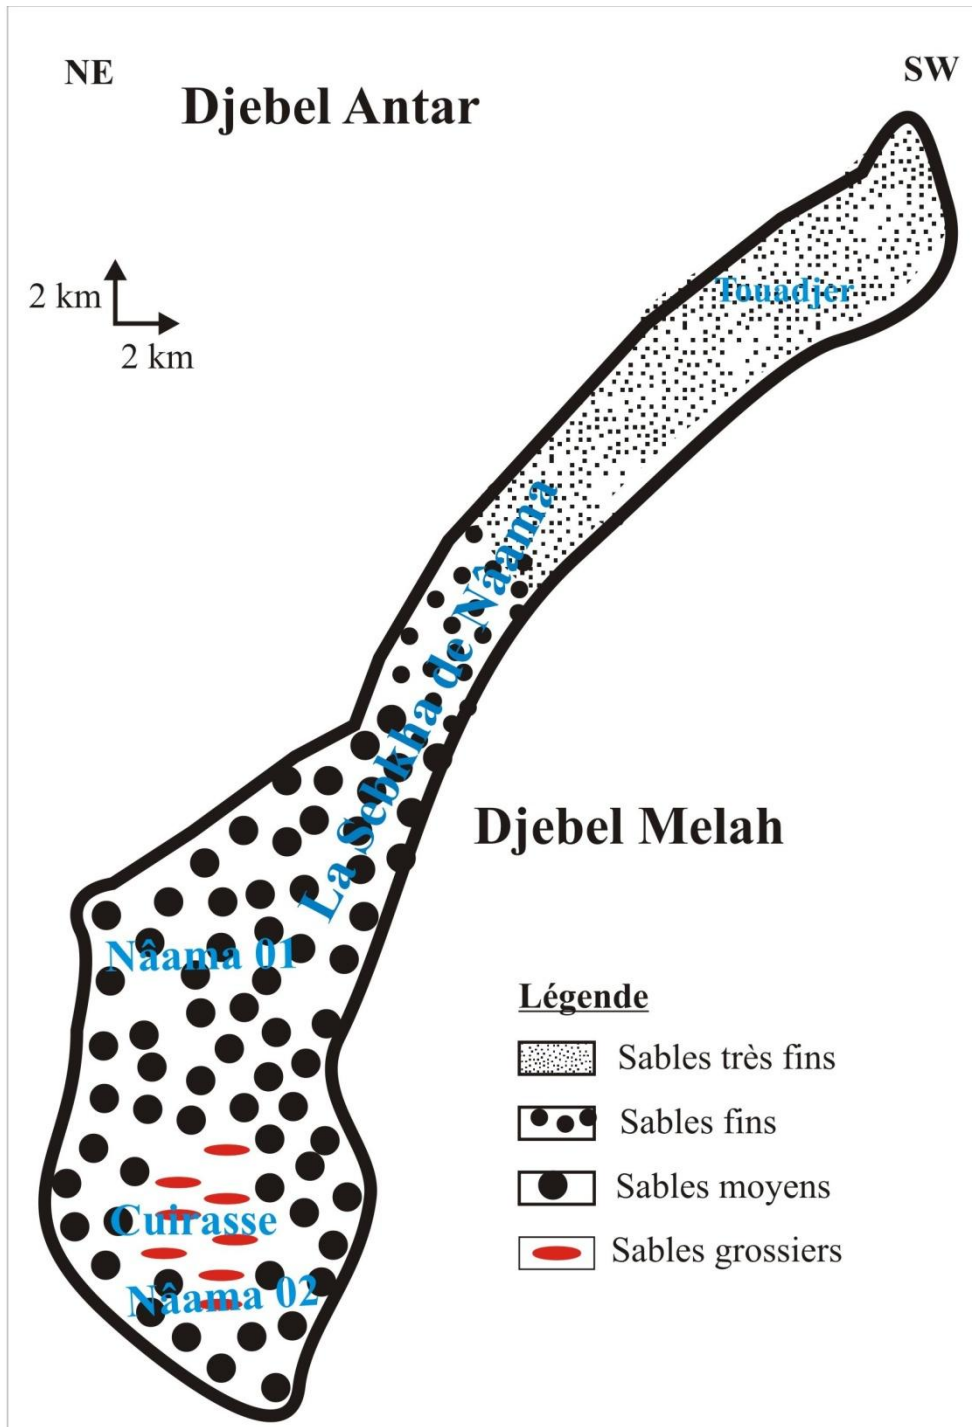 NE
SW
Djebel Antar
2 km
2 km
Touadjer
La Sebkha de Nâama
Djebel Melah
Nâama 01
Cuirasse
Nâama 02
Légende
Sables très fins
Sables fins
Sables moyens
Sables grossiers